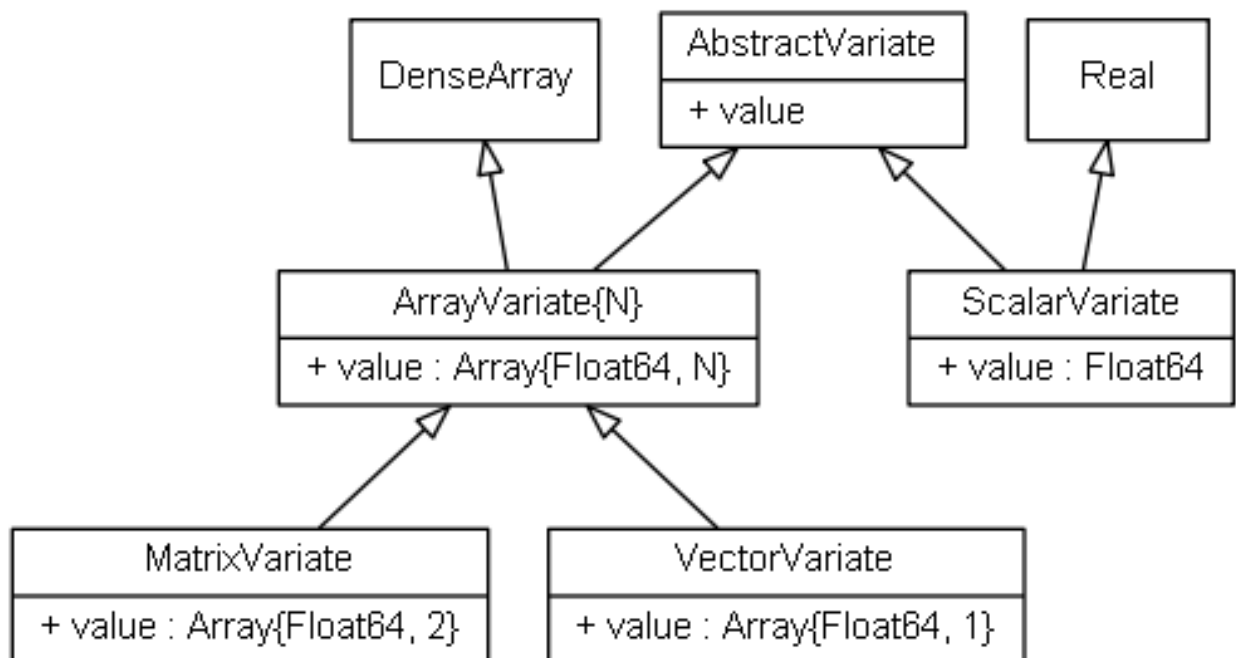 DenseArray
AbstractVariate
+ value
Real
ArrayVariate{N}
+ value : Array{Float64, N}
ScalarVariate
+ value : Float64
MatrixVariate
+ value : Array{Float64, 2}
VectorVariate
+ value : Array{Float64, 1}